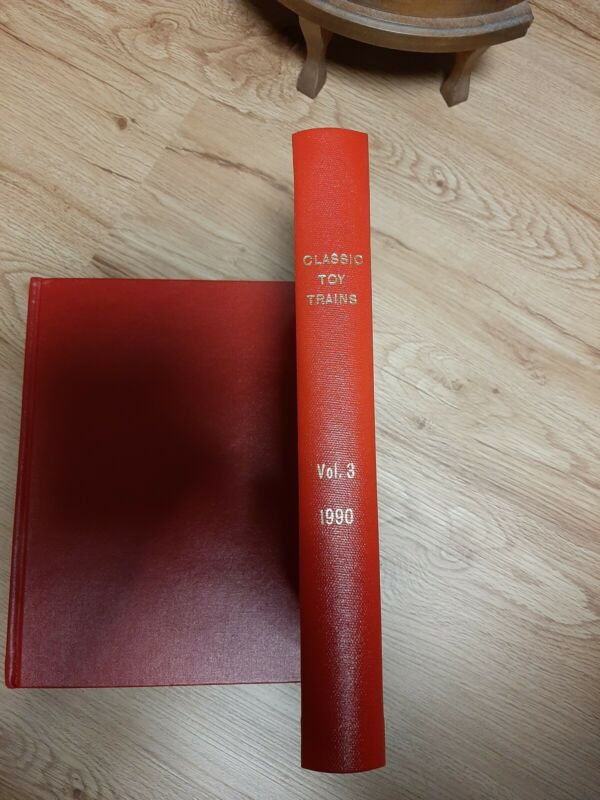 CLASSIC
TOY
TRAINS
Vol. 3
1990